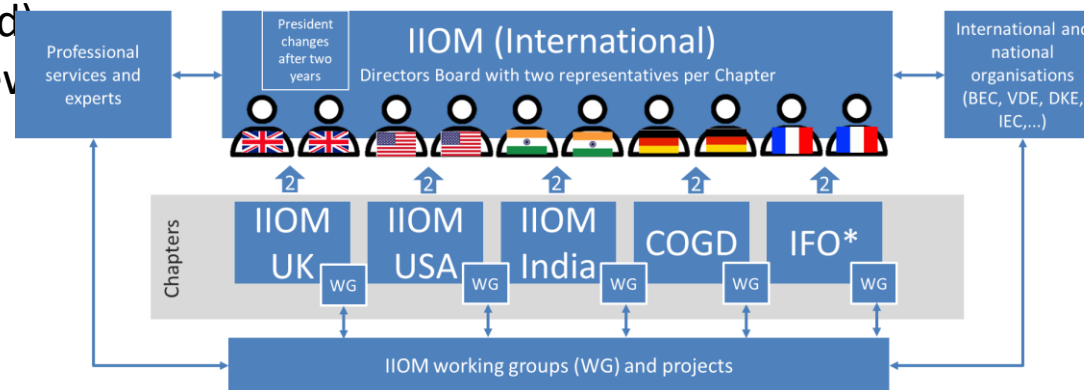 d)
ev
Professional
services and
experts
President
changes
after two
years
IIOM (International)
Directors Board with two representatives per Chapter
International and
national
organisations
(BEC, VDE, DKE,
IEC,...)
2
2
2
2
2
Chapters
IIOM
UK
IIOM
USA
IIOM
India
COGD
IFO*
WG
WG
WG
WG
WG
IIOM working groups (WG) and projects